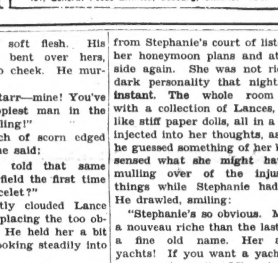 soft flesh. His
bent over hers,
o cheek. He mur-
tarr—mine! You've
ppiest man in the
ling!"
ch of scorn edged
he said:
told that same
field the first time
celet?"
tly clouded Lance
placing the too ob-
He held her a bit
ooking steadily into
from Stephanie's court of list
her honeymoon plans and at
side again. She was not ri
dark personality that night
instant. The whole room
with a collection of Lances,
like stiff paper dolls, all in a
injected into her thoughts, as
he guessed something of her
sensed what she might ha
mulling over of the inju
things while Stephanie had
He drawled, smiling:
"Stephanie's so obvious. M
a nouveau riche than the last
a fine old name. Her a
yachts! If you want a yach